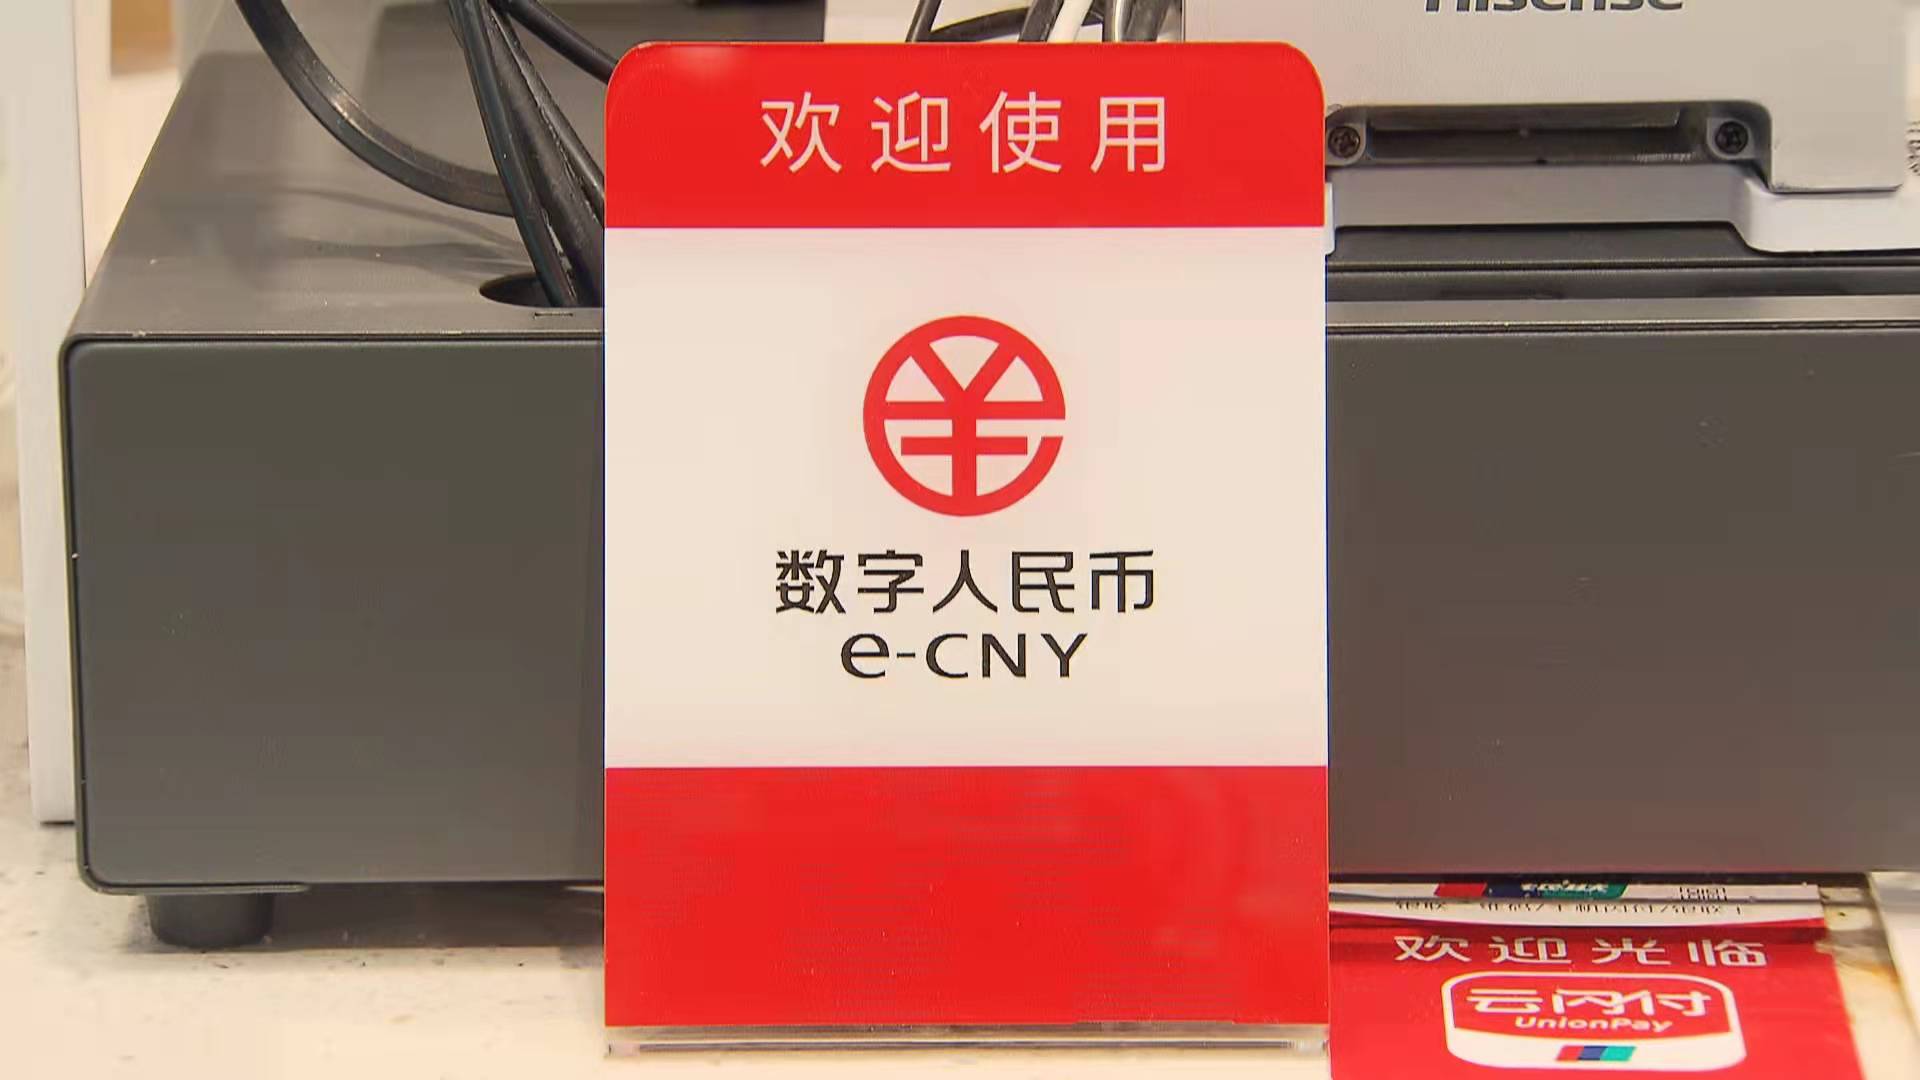 Hisense
欢迎使用
数字人民币
e-CNY
欢迎光临
云闪付
UnionPay